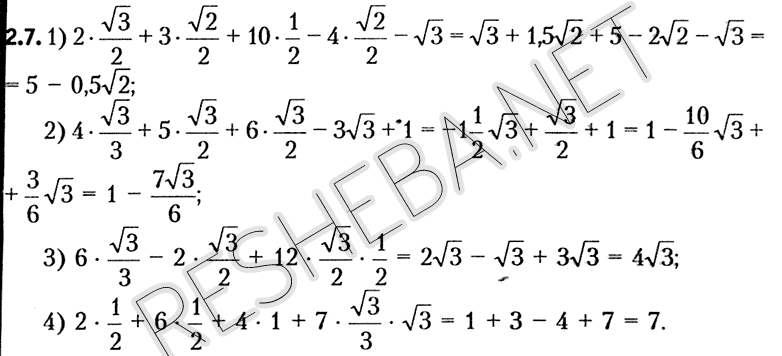 2.7. 1) 2 · √3/2 + 3 · √2/2 + 10 · 1/2 − 4 · √2/2 − √3 = √3 + 1,5√2 + 5 − 2√2 − √3 =
= 5 − 0,5√2;
2) 4 · √3/3 + 5 · √3/2 + 6 · √3/2 − 3√3 + 1 = −1 1/2 √3 + √3/2 + 1 = 1 − 10/6 √3 +
+ 3/6 √3 = 1 − 7√3/6;
3) 6 · √3/3 − 2 · √3/2 + 12 · √3/2 · 1/2 = 2√3 − √3 + 3√3 = 4√3;
4) 2 · 1/2 + 6 · 1/2 + 4 · 1 + 7 · √3/3 · √3 = 1 + 3 − 4 + 7 = 7.
RESHEBA.NET